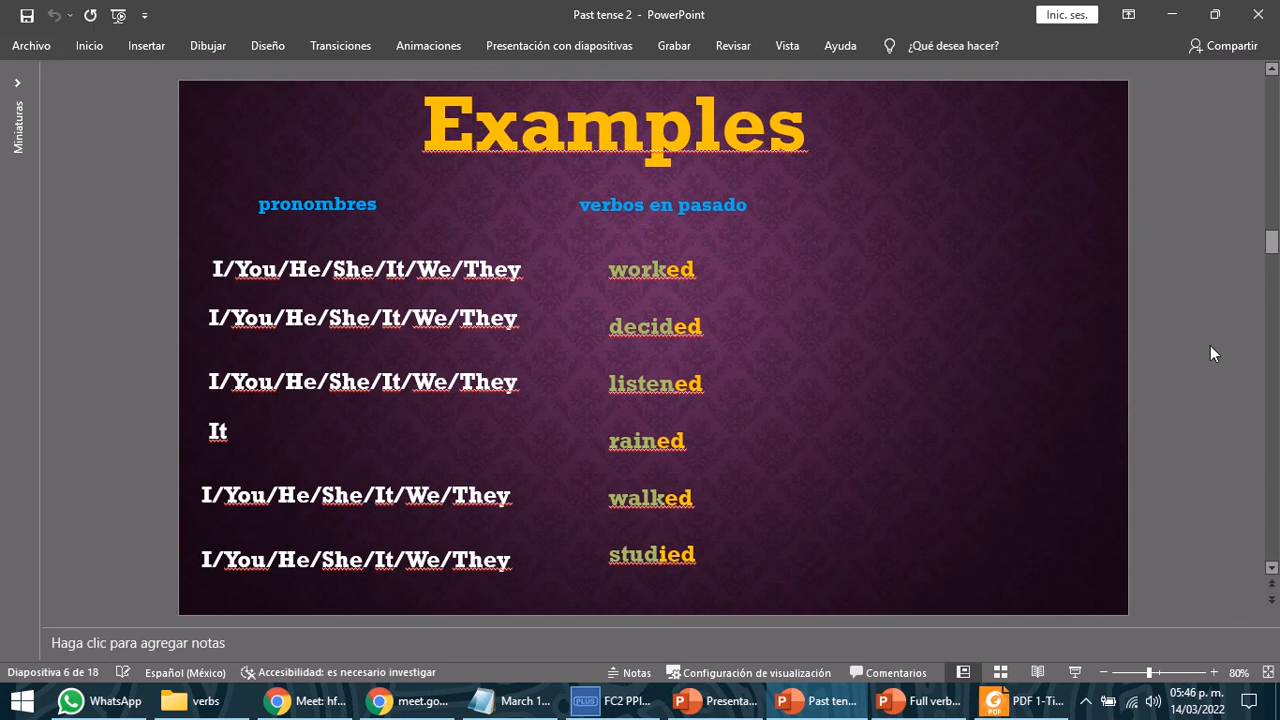 Past tense 2 - PowerPoint
Inic. ses.
Archivo Inicio Insertar Dibujar Diseño Transiciones Animaciones Presentación con diapositivas Grabar Revisar Vista Ayuda ¿Qué desea hacer? Compartir
Miniaturas
Examples
pronombres verbos en pasado
I/You/He/She/It/We/They worked
I/You/He/She/It/We/They decided
I/You/He/She/It/We/They listened
It rained
I/You/He/She/It/We/They walked
I/You/He/She/It/We/They studied
Haga clic para agregar notas
Diapositiva 6 de 18 Español (México) Accesibilidad: es necesario investigar Notas Configuración de visualización Comentarios 80%
WhatsApp verbs Meet: hf... meet.go... March 1... PLUS FC2 PPI... Presenta... Past ten... Full verb... PDF PDF 1-Ti...
05:46 p. m.
14/03/2022